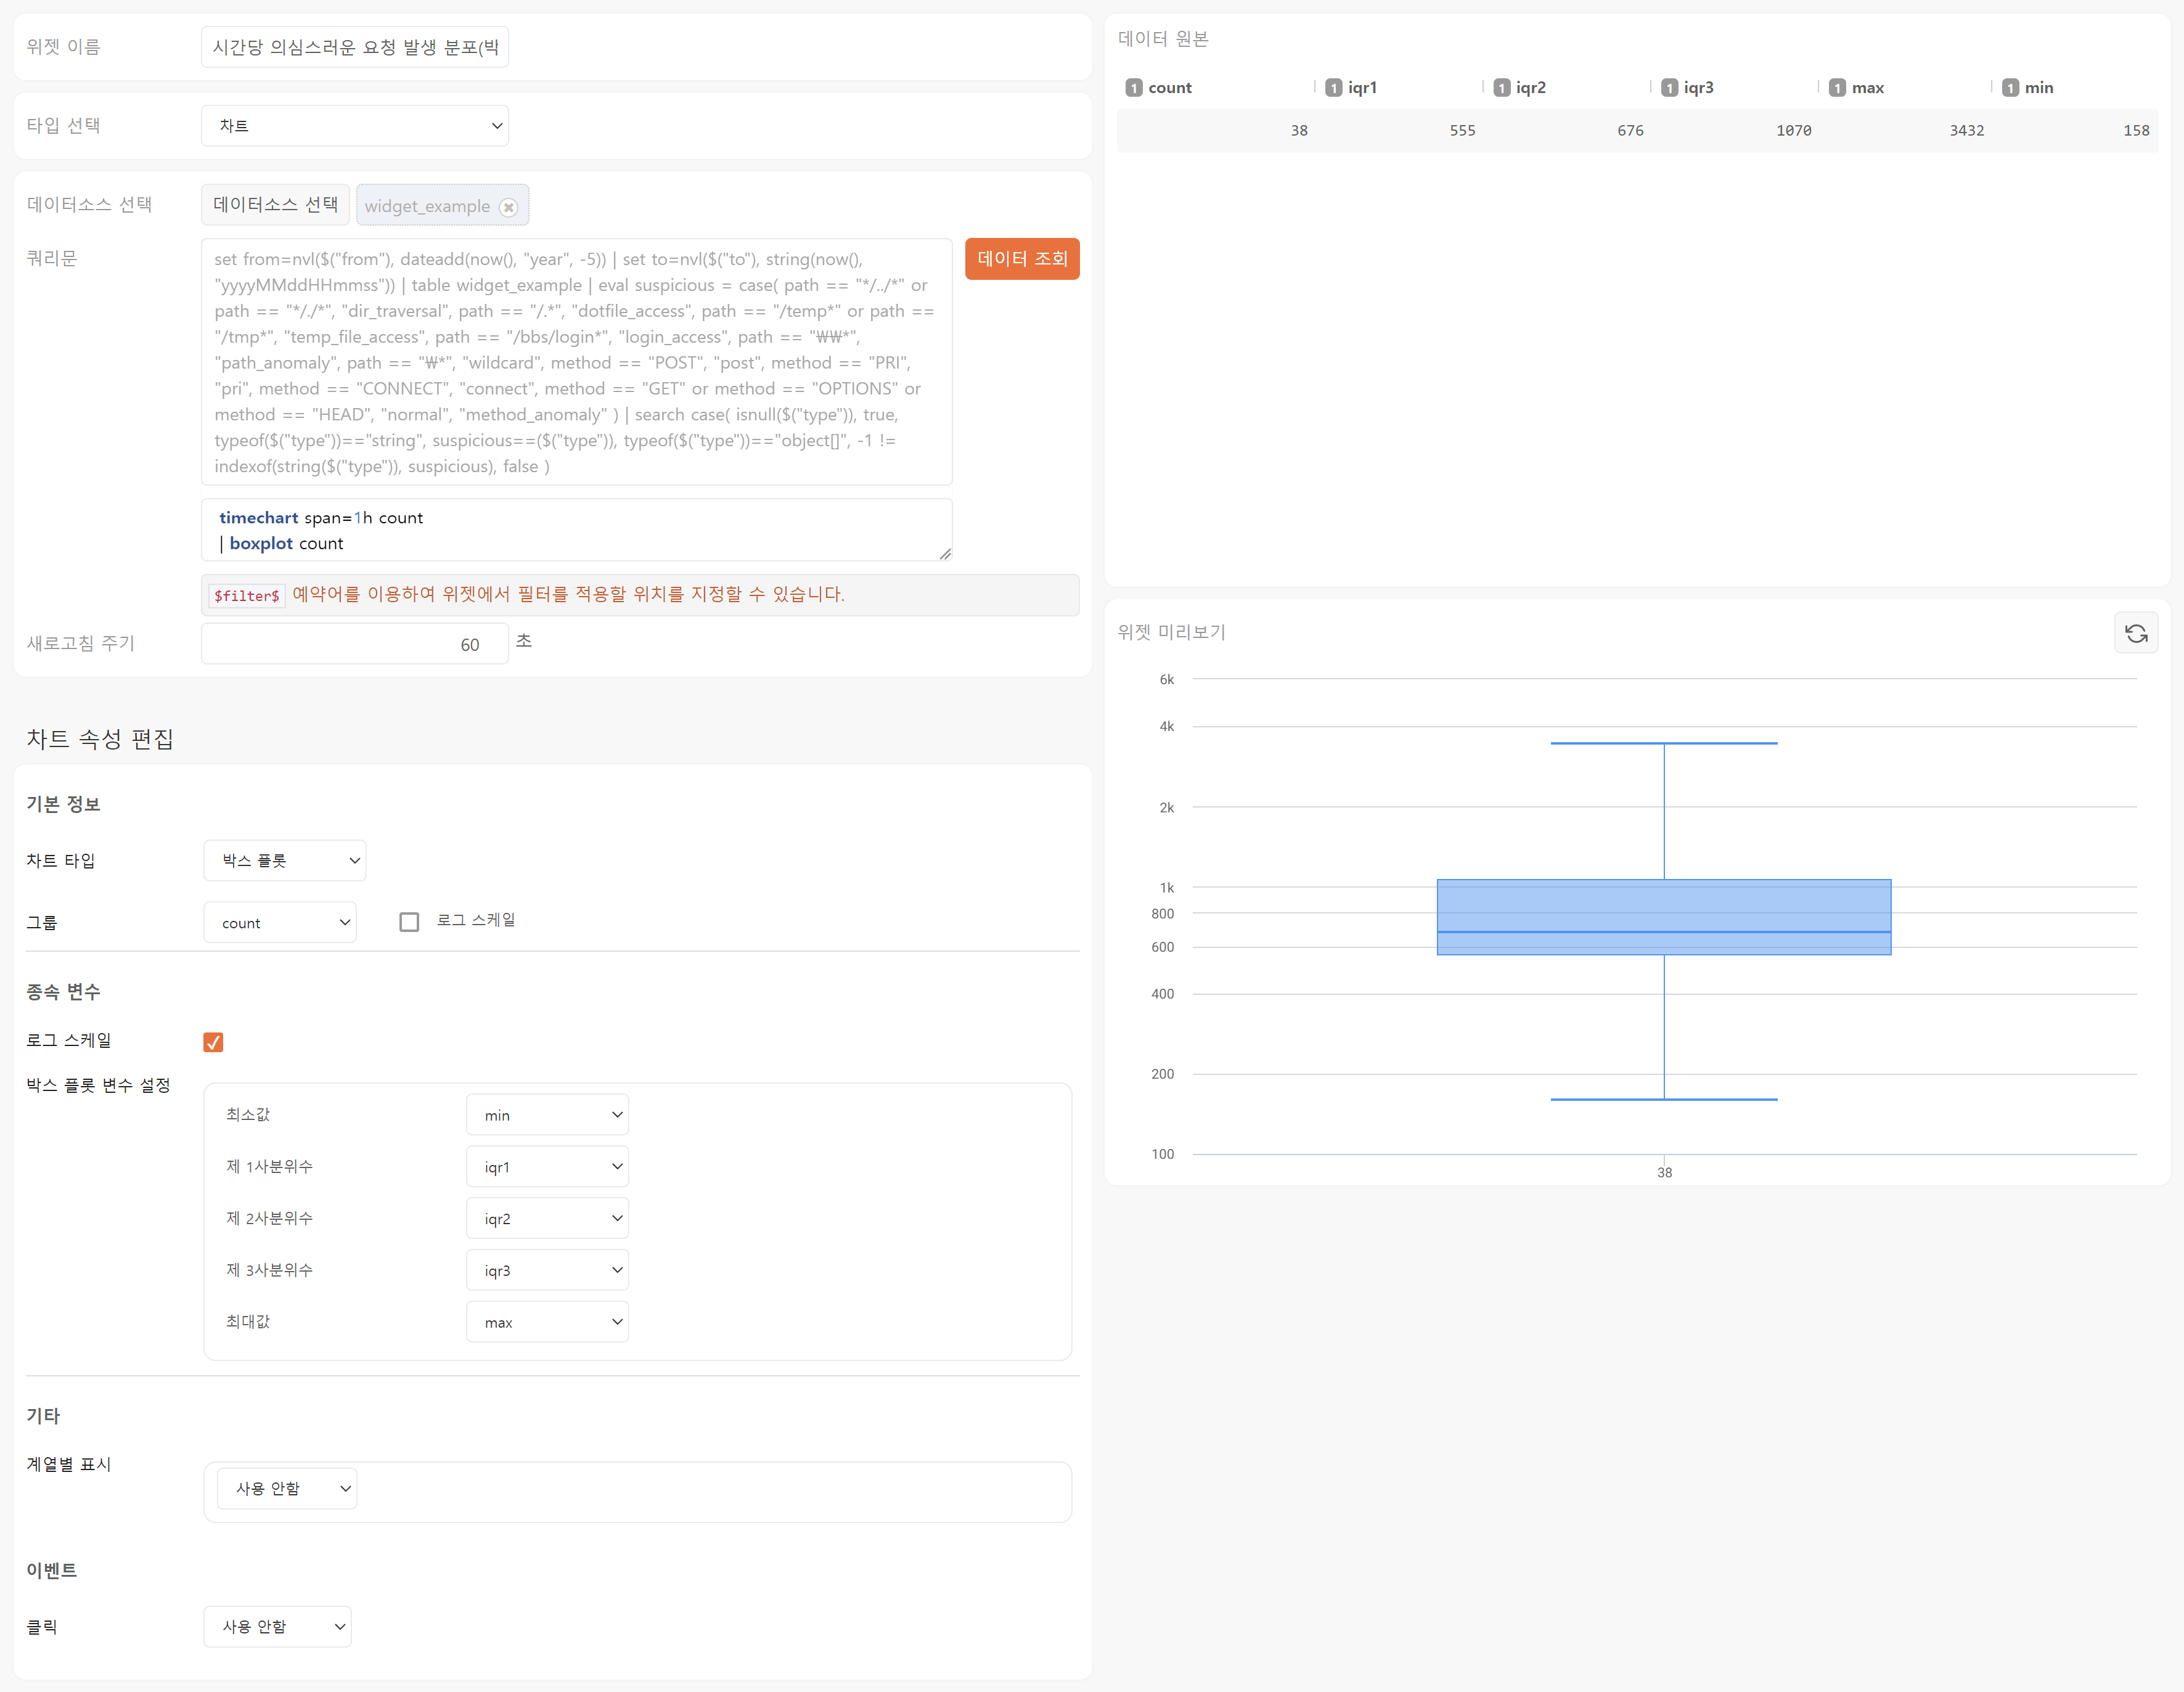 위젯 이름
시간당 의심스러운 요청 발생 분포(박
타입 선택
차트
데이터소스 선택
데이터소스 선택
widget_example
쿼리문
set from=nvl($("from"), dateadd(now(), "year", -5)) | set to=nvl($("to"), string(now(),
"yyyyMMddHHmmss")) | table widget_example | eval suspicious = case( path == "*/../*" or
path == "*/./*", "dir_traversal", path == "/.*", "dotfile_access", path == "/temp*" or path ==
"/tmp*", "temp_file_access", path == "/bbs/login*", "login_access", path == "₩₩*",
"path_anomaly", path == "₩*", "wildcard", method == "POST", "post", method == "PRI",
"pri", method == "CONNECT", "connect", method == "GET" or method == "OPTIONS" or
method == "HEAD", "normal", "method_anomaly" ) | search case( isnull($("type")), true,
typeof($("type"))=="string", suspicious==($("type")), typeof($("type"))=="object[]", -1 !=
indexof(string($("type")), suspicious), false )
데이터 조회
timechart span=1h count
| boxplot count
$filter$ 예약어를 이용하여 위젯에서 필터를 적용할 위치를 지정할 수 있습니다.
새로고침 주기
60 초
차트 속성 편집
기본 정보
차트 타입
박스 플롯
그룹
count
로그 스케일
종속 변수
로그 스케일
박스 플롯 변수 설정
최소값
min
제 1사분위수
iqr1
제 2사분위수
iqr2
제 3사분위수
iqr3
최대값
max
기타
계열별 표시
사용 안함
이벤트
클릭
사용 안함
데이터 원본
1 count 1 iqr1 1 iqr2 1 iqr3 1 max 1 min
38 555 676 1070 3432 158
위젯 미리보기
6k
4k
2k
1k
800
600
400
200
100
38